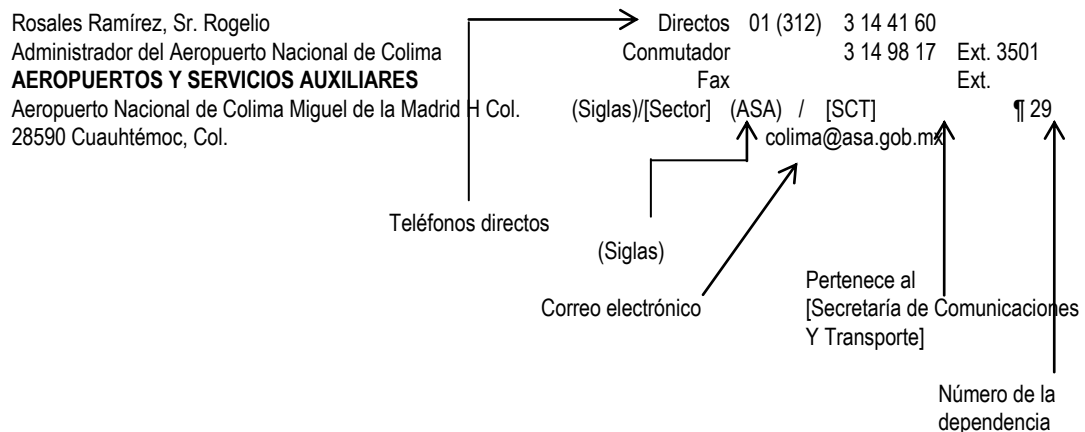 Rosales Ramírez, Sr. Rogelio Directos 01 (312) 3 14 41 60
Administrador del Aeropuerto Nacional de Colima Conmutador 3 14 98 17 Ext. 3501
AEROPUERTOS Y SERVICIOS AUXILIARES Fax Ext.
Aeropuerto Nacional de Colima Miguel de la Madrid H Col. (Siglas)/[Sector] (ASA) / [SCT] ¶ 29
28590 Cuauhtémoc, Col. colima@asa.gob.mx
Teléfonos directos
(Siglas)
Correo electrónico
Pertenece al
[Secretaría de Comunicaciones
Y Transporte]
Número de la
dependencia